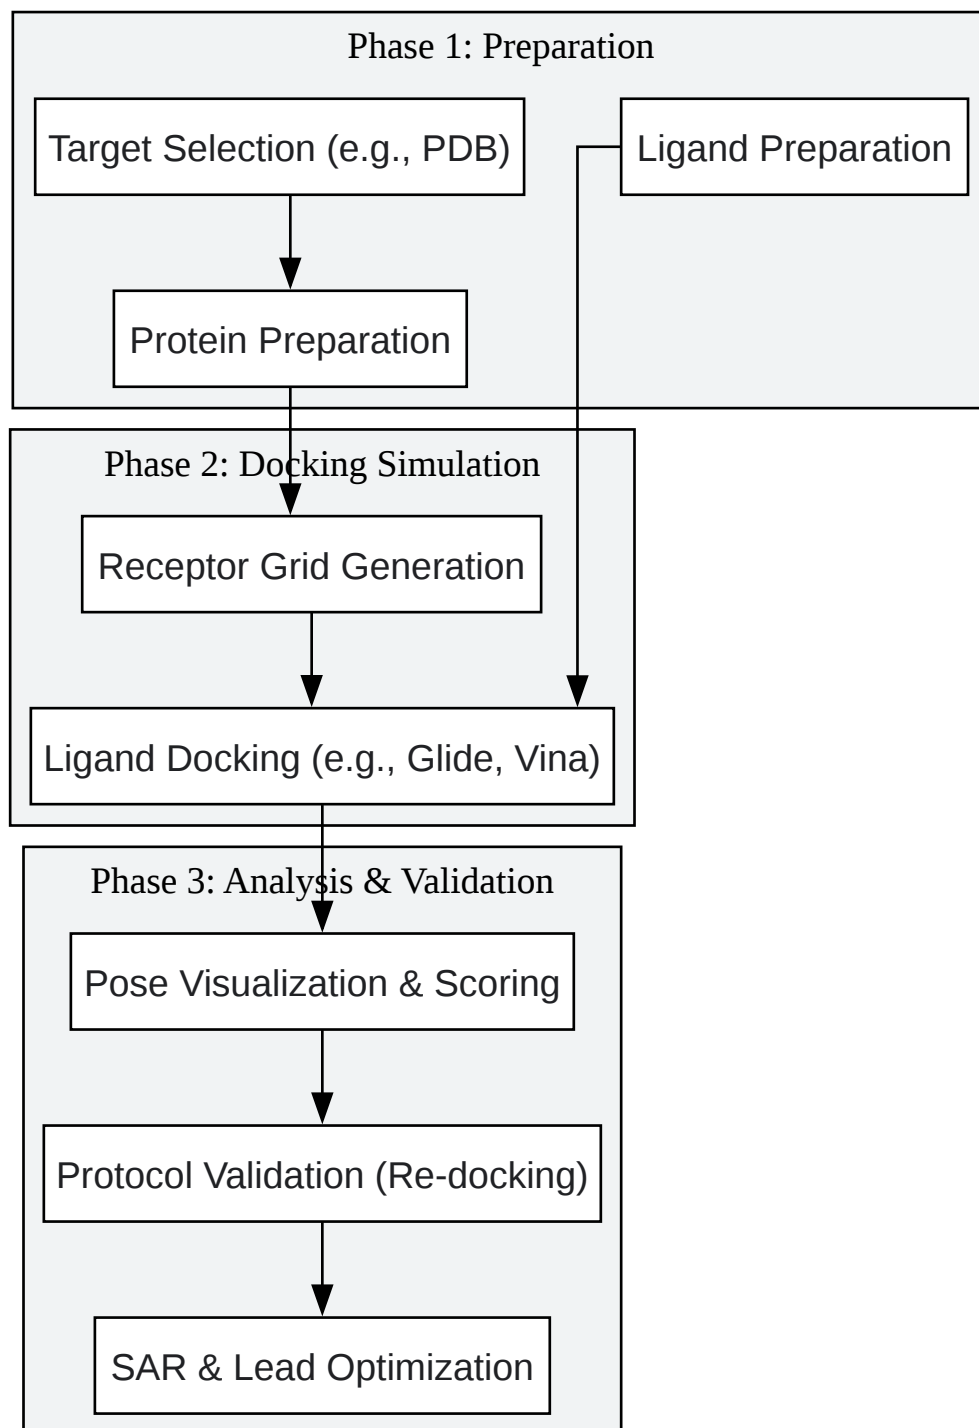 Phase 1: Preparation
Target Selection (e.g., PDB)
Ligand Preparation
Protein Preparation
Phase 2: Docking Simulation
Receptor Grid Generation
Ligand Docking (e.g., Glide, Vina)
Phase 3: Analysis & Validation
Pose Visualization & Scoring
Protocol Validation (Re-docking)
SAR & Lead Optimization